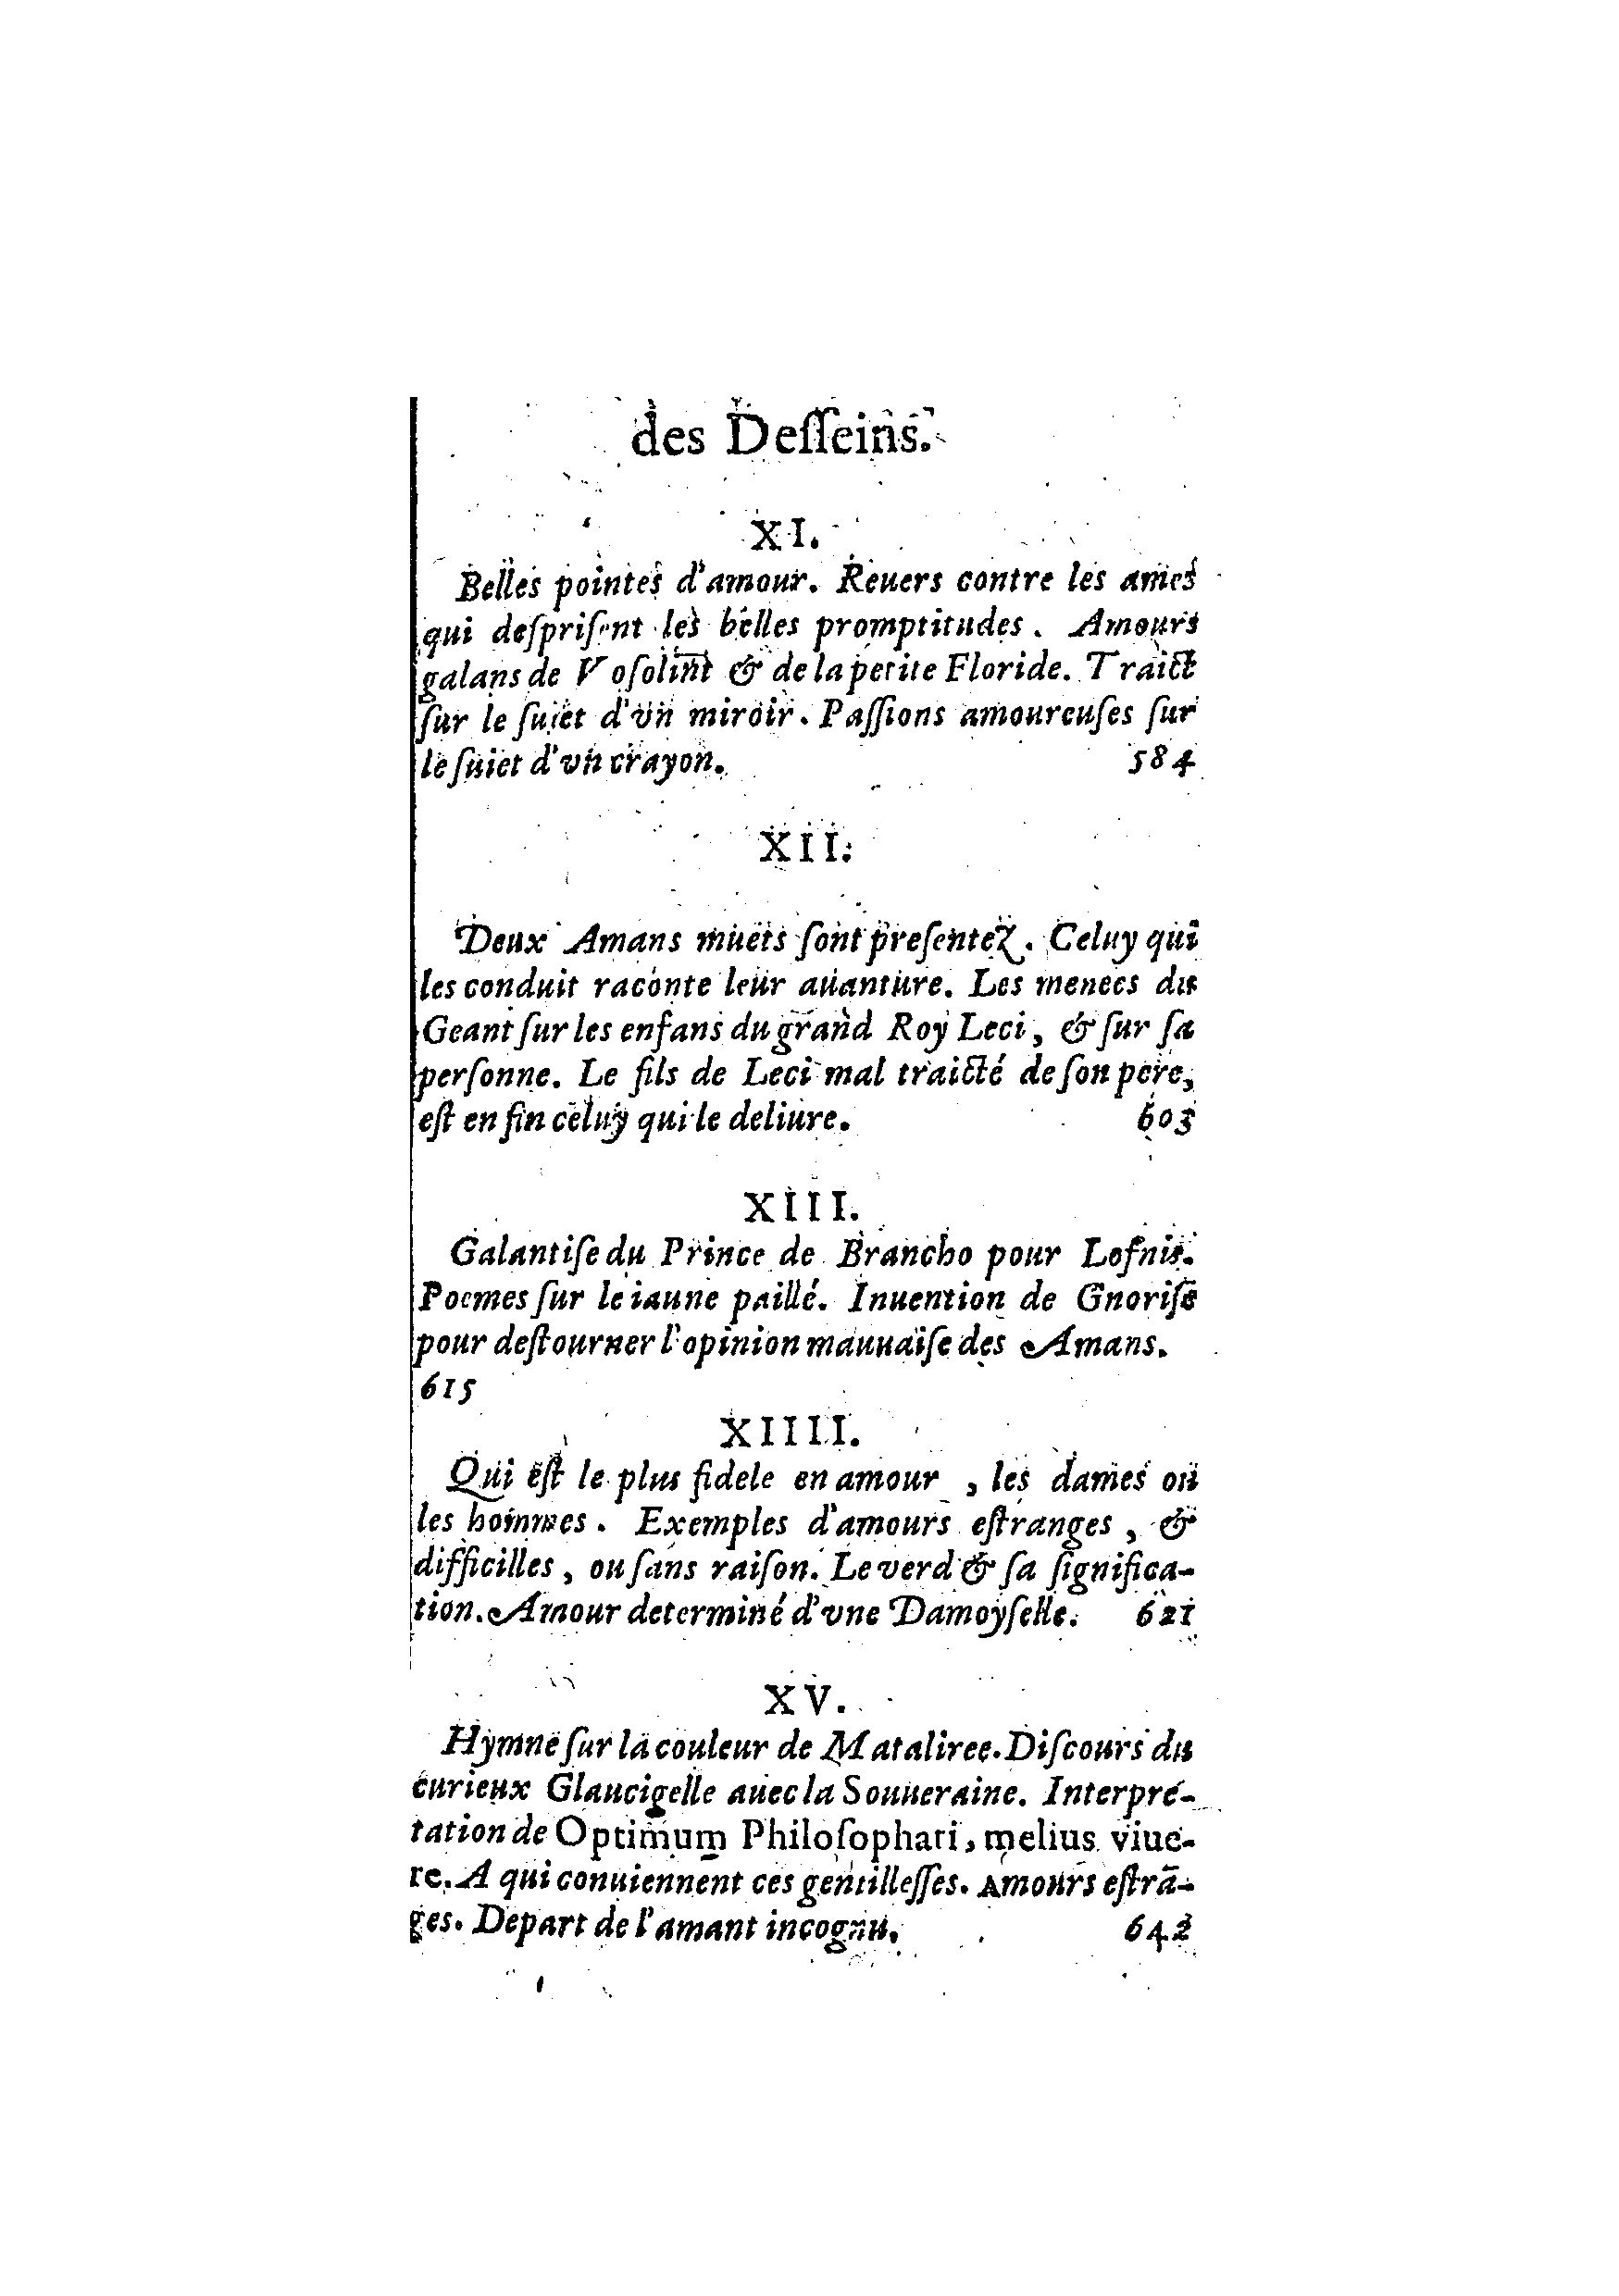 des Deſſeins.
XI.
Belles pointes d'amour. Reuers contre les ames
qui deſpriſent les belles promptitudes. Amours
galans de Voſolint & de la petite Floride. Traict
ſur le ſuiet d'vn miroir. Paſſions amoureuſes ſur
le ſuiet d'vn crayon. 584
XII.
Deux Amans muets ſont preſentez. Celuy qui
les conduit raconte leur auanture. Les menees du
Geant ſur les enfans du grand Roy Leci, & ſur ſa
perſonne. Le fils de Leci mal traicté de ſon pere,
eſt en fin celuy qui le deliure. 603
XIII.
Galantiſe du Prince de Brancho pour Lofnis.
Poemes ſur le iaune paillé. Inuention de Gnoriſe
pour deſtourner l'opinion mauuaiſe des Amans.
615
XIIII.
Qui eſt le plus fidele en amour, les dames ou
les hommes. Exemples d'amours eſtranges, &
difficilles, ou ſans raiſon. Le verd & ſa ſignifica-
tion. Amour determiné d'vne Damoyſelle. 621
XV.
Hymne ſur la couleur de Mataliree. Diſcours du
curieux Glaucigelle auec la Souueraine. Interpré-
tation de Optimum Philoſophari, melius viue-
re. A qui conuiennent ces gentilleſſes. Amours eſtrā-
ges. Depart de l'amant incognu. 642